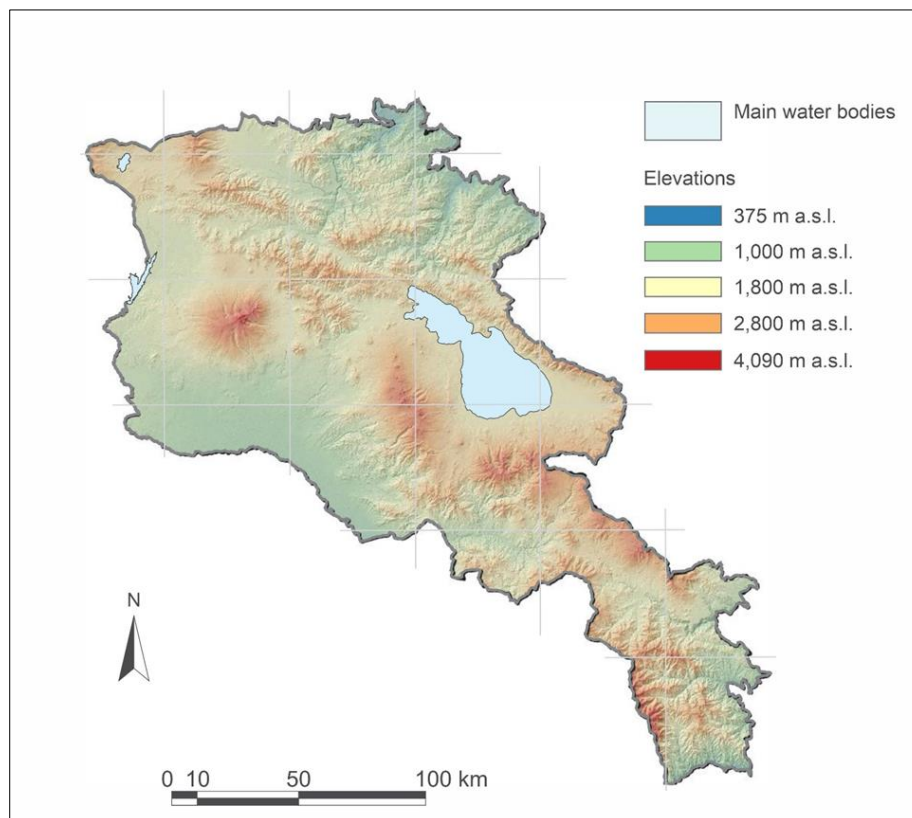 Main water bodies
Elevations
375 m a.s.l.
1,000 m a.s.l.
1,800 m a.s.l.
2,800 m a.s.l.
4,090 m a.s.l.
N
0 10 50 100 km